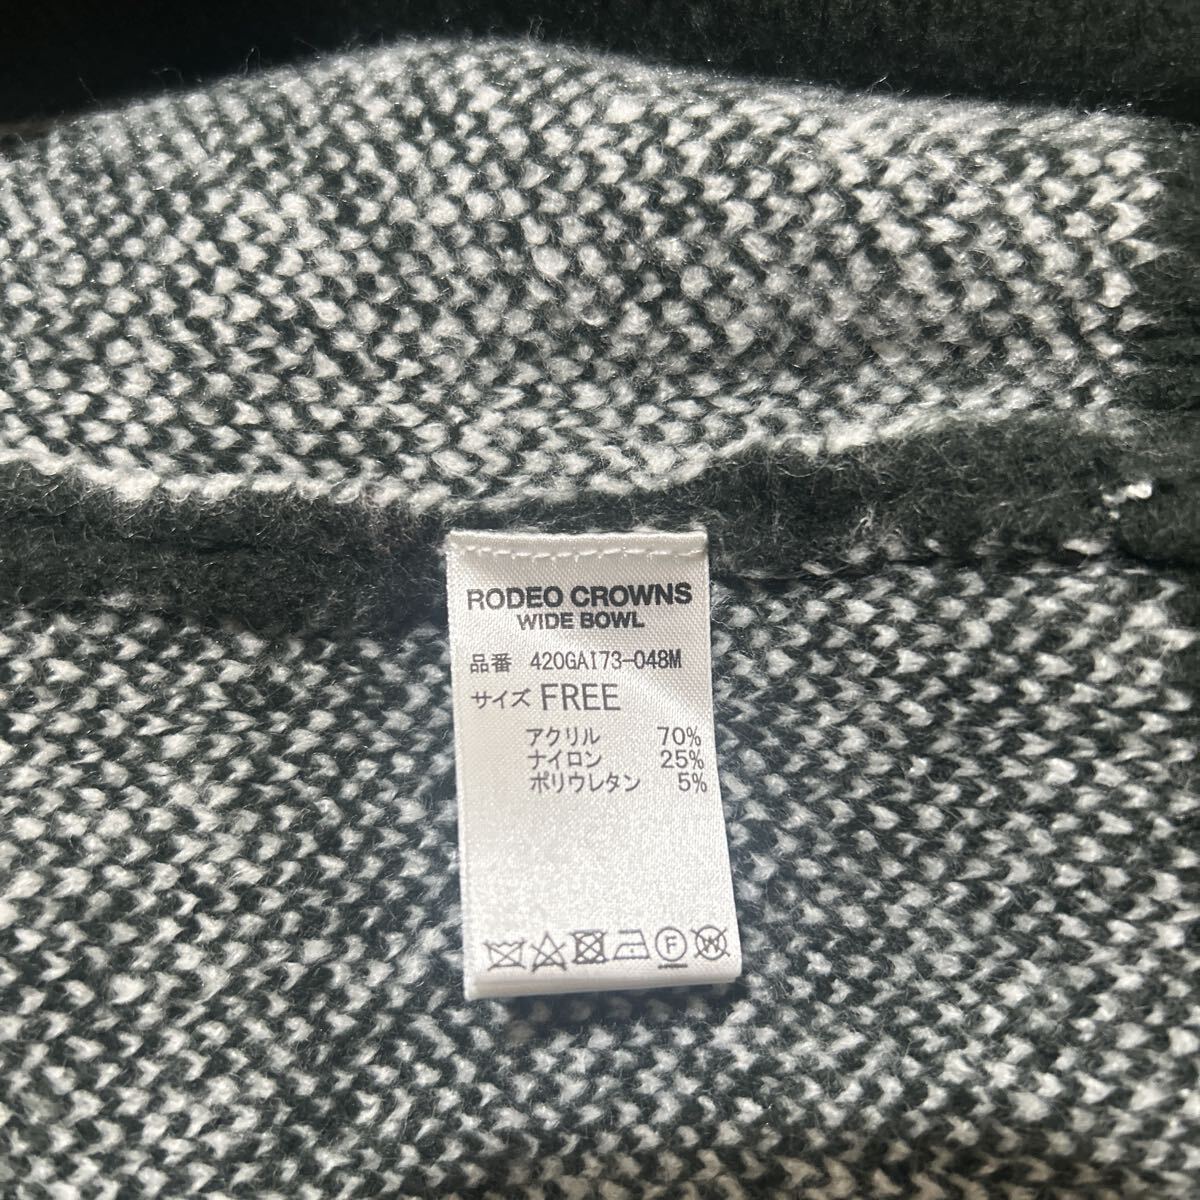 RODEO CROWNS
WIDE BOWL
品番 420GAI73-048M
サイズ FREE
アクリル 70%
ナイロン 25%
ポリウレタン 5%
F W